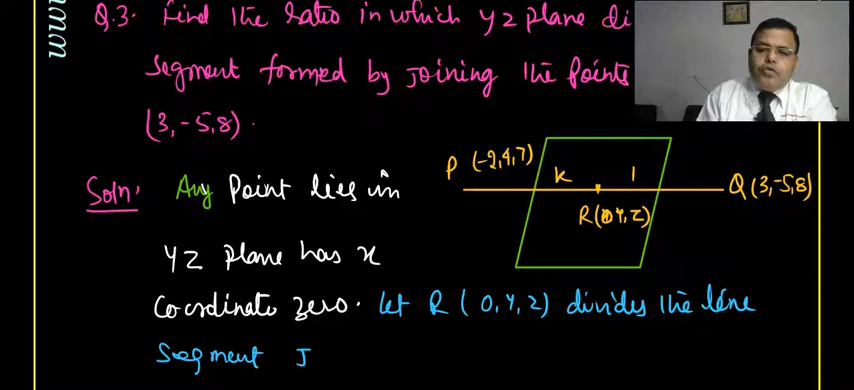 Q.3. Find the ratio in which YZ plane di
segment formed by joining the points
(3,-5,8).
P (-2,4,7)
K 1
Q (3,-5,8)
R(0,Y,Z)
Soln. Any Point lies in
YZ plane has x
Coordinate zero. let R (0,Y,Z) divides the line
Segment J